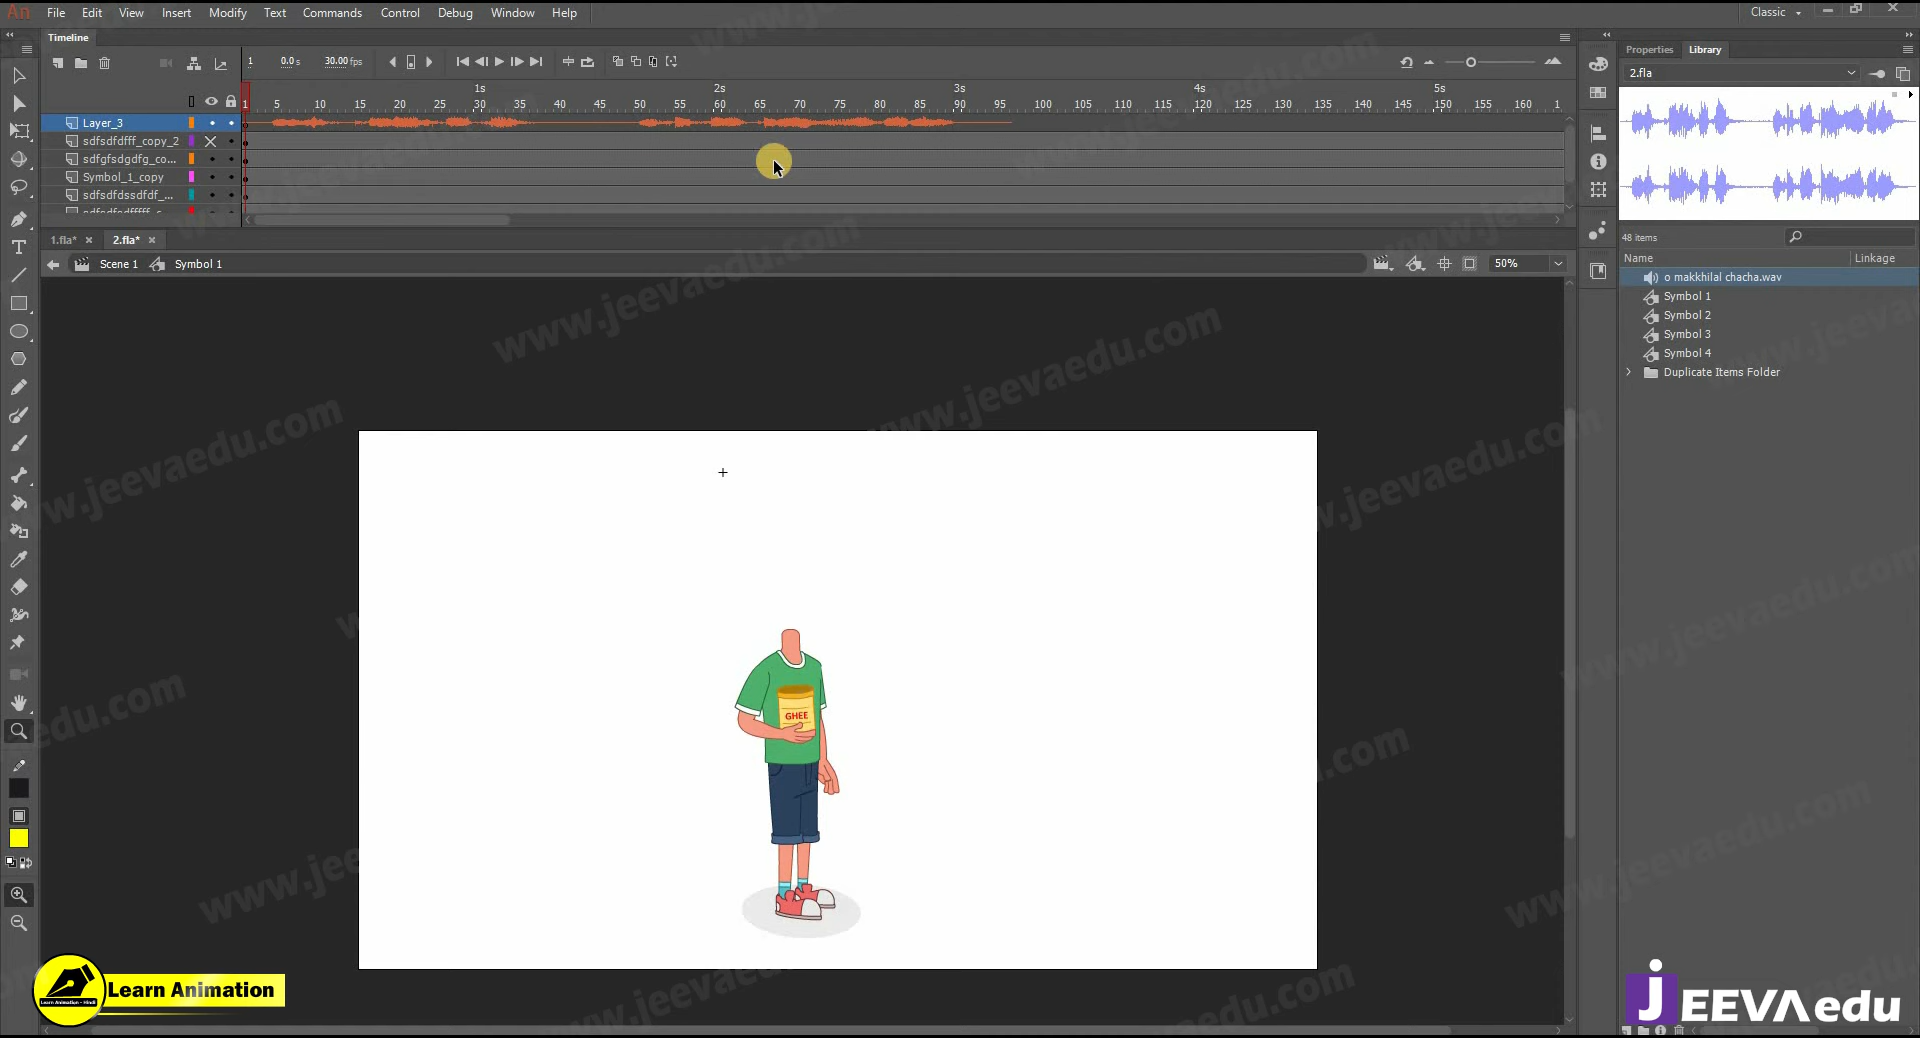 An File Edit View Insert Modify Text Commands Control Debug Window Help Classic
Timeline
Properties Library
1 0.0 s 30.00 fps
2.fla
1s 2s 3s 4s 5s
1 5 10 15 20 25 30 35 40 45 50 55 60 65 70 75 80 85 90 95 100 105 110 115 120 125 130 135 140 145 150 155 160 1
Layer_3
sdfsdfdfff_copy_2
sdfgfsdgdfg_co...
Symbol_1_copy
sdfsdfdssdfdf_...
1.fla* 2.fla*
48 items
Name Linkage
Scene 1 Symbol 1 50%
o makkhilal chacha.wav
Symbol 1
Symbol 2
Symbol 3
Symbol 4
Duplicate Items Folder
GHEE
Learn Animation
Learn Animation - Hindi
JEEVAedu
www.jeevaedu.com